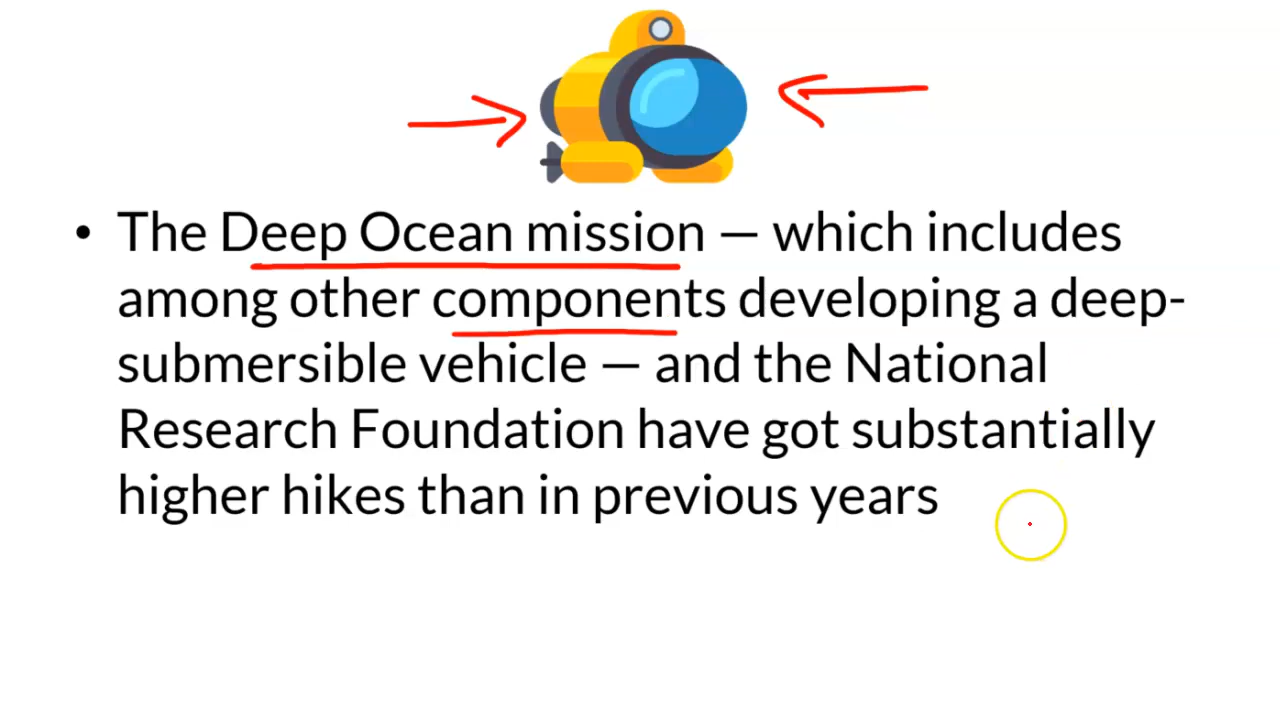 • The Deep Ocean mission — which includes
among other components developing a deep-
submersible vehicle — and the National
Research Foundation have got substantially
higher hikes than in previous years